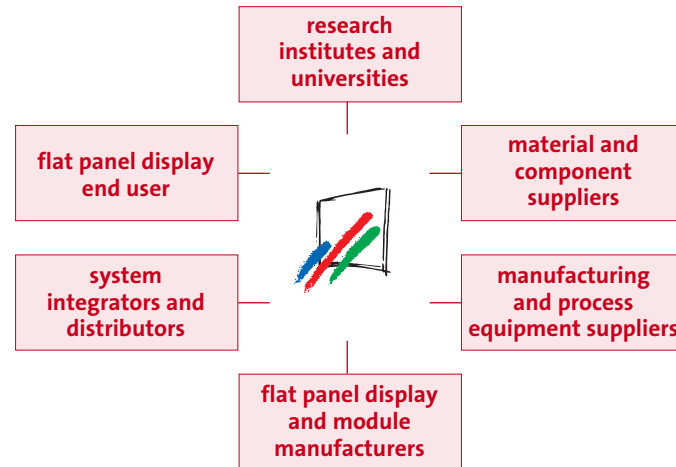 research
institutes and
universities
flat panel display
end user
material and
component
suppliers
system
integrators and
distributors
manufacturing
and process
equipment suppliers
flat panel display
and module
manufacturers